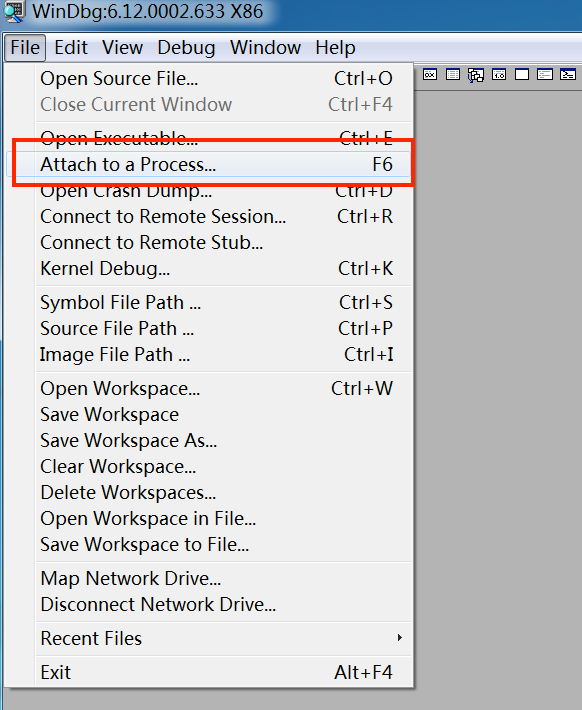 WinDbg:6.12.0002.633 X86
File Edit View Debug Window Help
Open Source File... Ctrl+O
Close Current Window Ctrl+F4
Open Executable... Ctrl+E
Attach to a Process... F6
Open Crash Dump... Ctrl+D
Connect to Remote Session... Ctrl+R
Connect to Remote Stub...
Kernel Debug... Ctrl+K
Symbol File Path ... Ctrl+S
Source File Path ... Ctrl+P
Image File Path ... Ctrl+I
Open Workspace... Ctrl+W
Save Workspace
Save Workspace As...
Clear Workspace...
Delete Workspaces...
Open Workspace in File...
Save Workspace to File...
Map Network Drive...
Disconnect Network Drive...
Recent Files
Exit Alt+F4